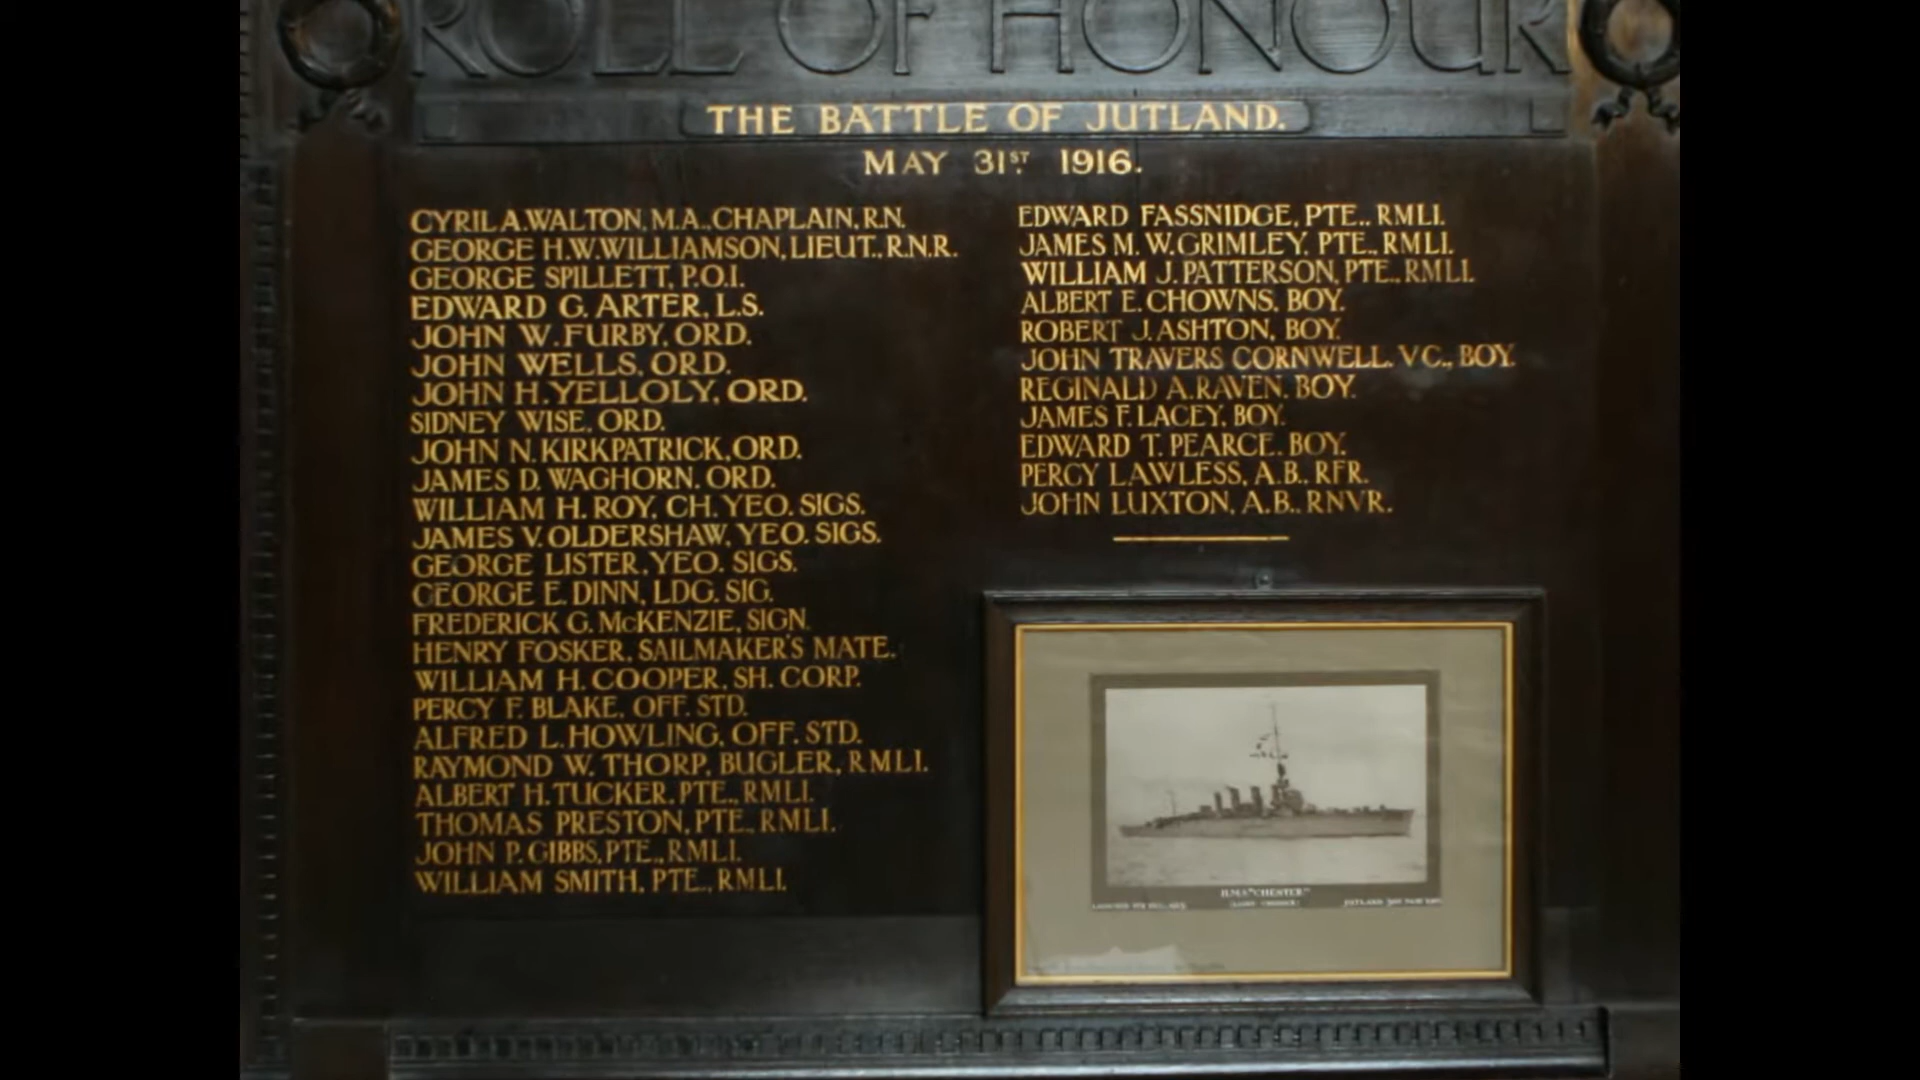 ROLL OF HONOUR
THE BATTLE OF JUTLAND.
MAY 31ST 1916.
CYRIL A. WALTON, M.A., CHAPLAIN, R.N.
GEORGE H.W. WILLIAMSON, LIEUT., R.N.R.
GEORGE SPILLETT, P.O.I.
EDWARD G. ARTER, L.S.
JOHN W. FURBY, ORD.
JOHN WELLS, ORD.
JOHN H. YELLOLY, ORD.
SIDNEY WISE, ORD.
JOHN N. KIRKPATRICK, ORD.
JAMES D. WAGHORN, ORD.
WILLIAM H. ROY, CH. YEO. SIGS.
JAMES V. OLDERSHAW, YEO. SIGS.
GEORGE LISTER, YEO. SIGS.
GEORGE E. DINN, LDG. SIG.
FREDERICK G. McKENZIE, SIGN.
HENRY FOSKER, SAILMAKER'S MATE.
WILLIAM H. COOPER, SH. CORP.
PERCY F. BLAKE, OFF. STD.
ALFRED L. HOWLING, OFF. STD.
RAYMOND W. THORP, BUGLER, R.M.L.I.
ALBERT H. TUCKER, PTE., R.M.L.I.
THOMAS PRESTON, PTE., R.M.L.I.
JOHN P. GIBBS, PTE., R.M.L.I.
WILLIAM SMITH, PTE., R.M.L.I.
EDWARD FASSNIDGE, PTE., R.M.L.I.
JAMES M. W. GRIMLEY, PTE., R.M.L.I.
WILLIAM J. PATTERSON, PTE., R.M.L.I.
ALBERT E. CHOWNS, BOY.
ROBERT J. ASHTON, BOY.
JOHN TRAVERS CORNWELL, V.C., BOY.
REGINALD A. RAVEN, BOY.
JAMES F. LACEY, BOY.
EDWARD T. PEARCE, BOY.
PERCY LAWLESS, A.B., RFR.
JOHN LUXTON, A.B., RNVR.
H.M.S. "CHESTER"
JUTLAND